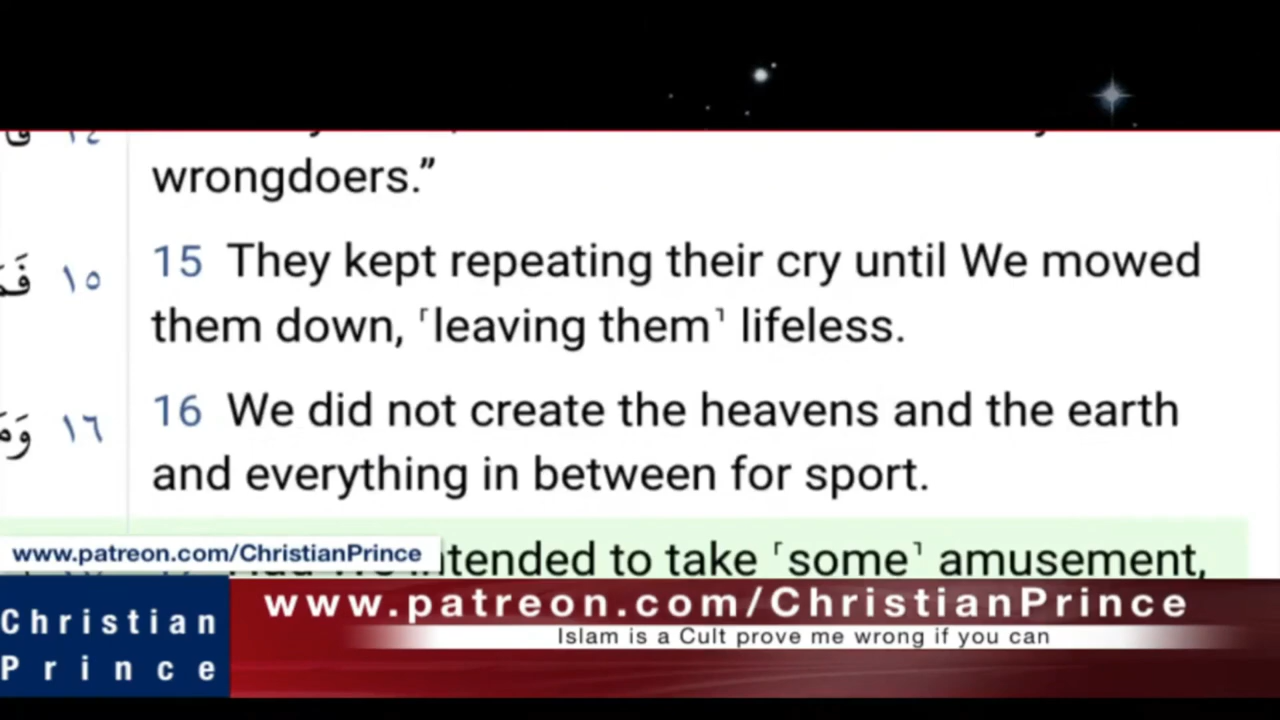 ١٤
wrongdoers.”
١٥
15 They kept repeating their cry until We mowed
them down, ˹leaving them˺ lifeless.
١٦
16 We did not create the heavens and the earth
and everything in between for sport.
intended to take ˹some˺ amusement,
www.patreon.com/ChristianPrince
Christian
Prince
www.patreon.com/ChristianPrince
Islam is a Cult prove me wrong if you can